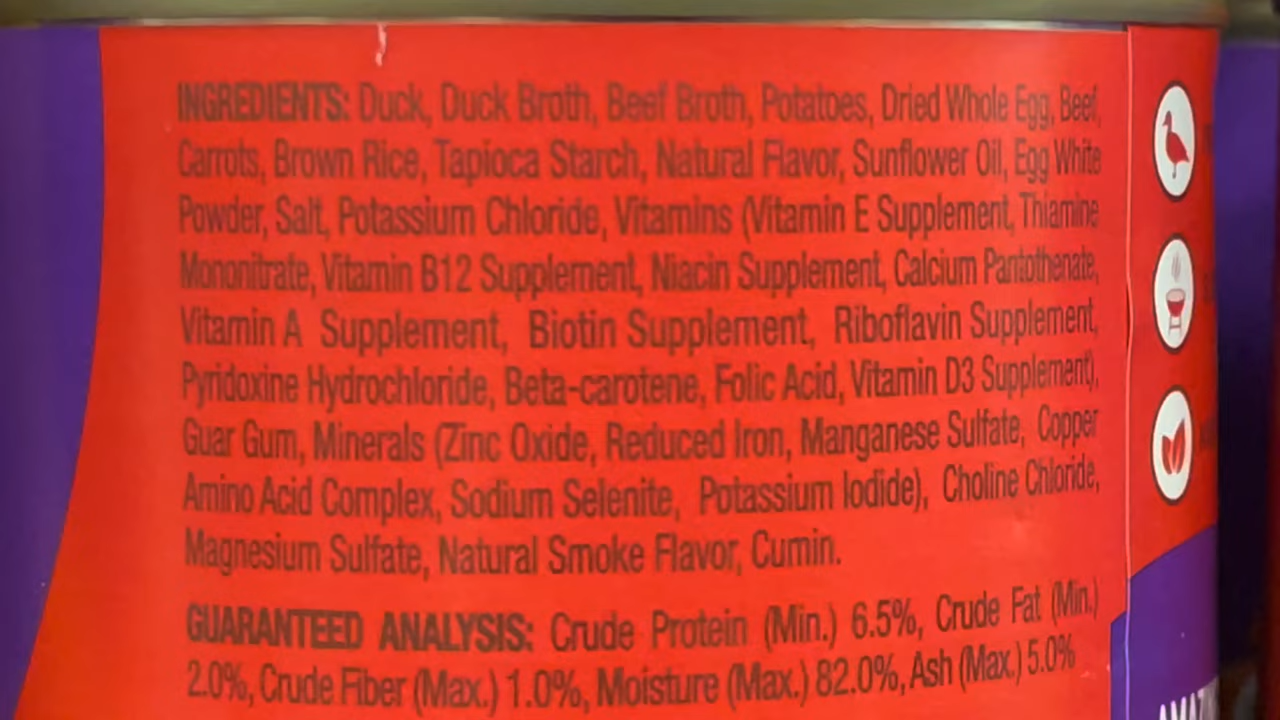 INGREDIENTS: Duck, Duck Broth, Beef Broth, Potatoes, Dried Whole Egg, Beef,
Carrots, Brown Rice, Tapioca Starch, Natural Flavor, Sunflower Oil, Egg White
Powder, Salt, Potassium Chloride, Vitamins (Vitamin E Supplement, Thiamine
Mononitrate, Vitamin B12 Supplement, Niacin Supplement, Calcium Pantothenate,
Vitamin A Supplement, Biotin Supplement, Riboflavin Supplement,
Pyridoxine Hydrochloride, Beta-carotene, Folic Acid, Vitamin D3 Supplement),
Guar Gum, Minerals (Zinc Oxide, Reduced Iron, Manganese Sulfate, Copper
Amino Acid Complex, Sodium Selenite, Potassium Iodide), Choline Chloride,
Magnesium Sulfate, Natural Smoke Flavor, Cumin.
GUARANTEED ANALYSIS: Crude Protein (Min.) 6.5%, Crude Fat (Min.)
2.0%, Crude Fiber (Max.) 1.0%, Moisture (Max.) 82.0%, Ash (Max.) 5.0%